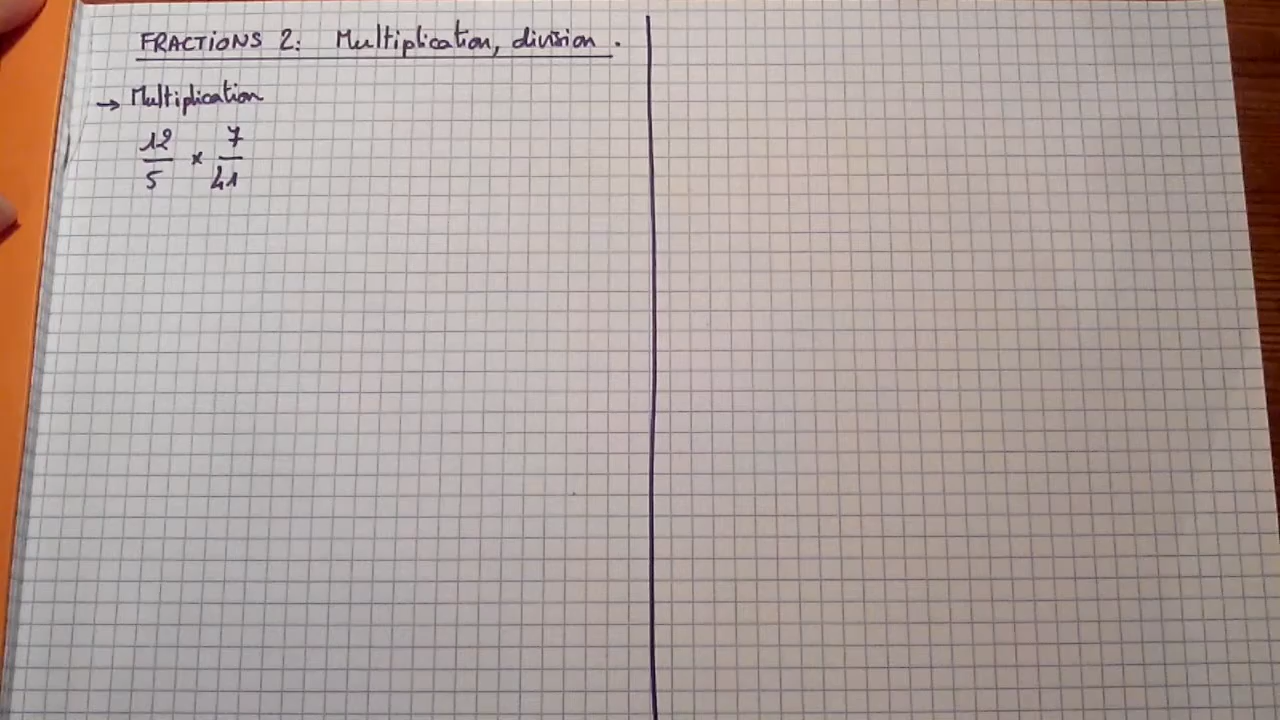 FRACTIONS 2: Multiplication, division.
→ Multiplication
12/5 × 7/41